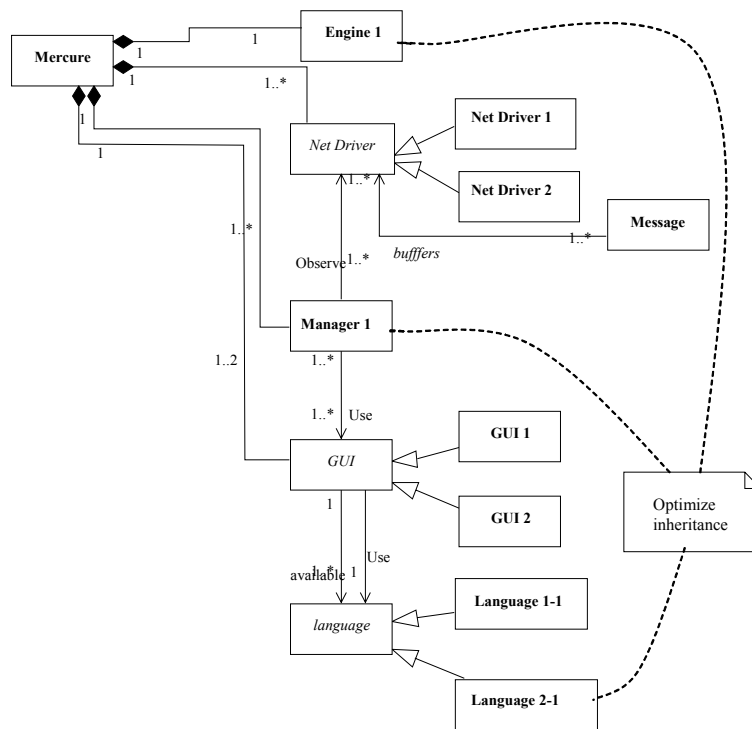 Engine 1
Mercure
1
1
1
1..*
Net Driver 1
Net Driver
1
1
1..*
Net Driver 2
Message
1..*
bufffers
1..*
Observe
1..*
Manager 1
1..2
1..*
1..*
Use
GUI 1
GUI
1
GUI 2
Optimize
inheritance
Use
1..*
1
available
Language 1-1
language
Language 2-1